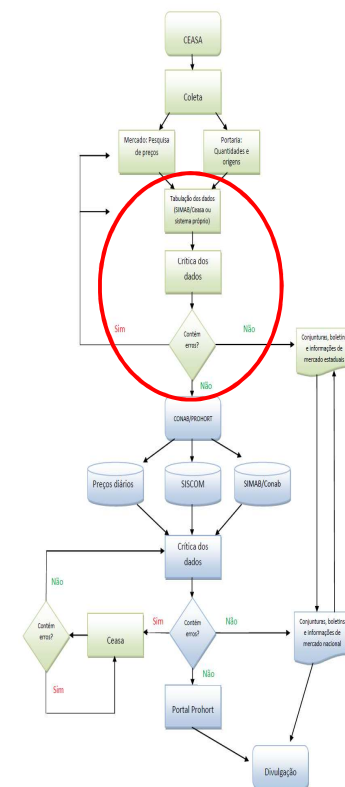 CEASA
Coleta
Mercado: Pesquisa
de preços
Portaria:
Quantidades e
origens
Tabulação dos dados
(SIMAB/Ceasa ou
sistema próprio)
Crítica dos
dados
Sim
Contém
erros?
Não
Não
Conjunturas, boletins
e informações de
mercado estaduais
CONAB/PROHORT
Preços diários
SISCOM
SIMAB/Conab
Crítica dos
dados
Não
Contém
erros?
Sim
Ceasa
Sim
Contém
erros?
Não
Não
Conjunturas, boletins
e informações de
mercado nacional
Portal Prohort
Divulgação